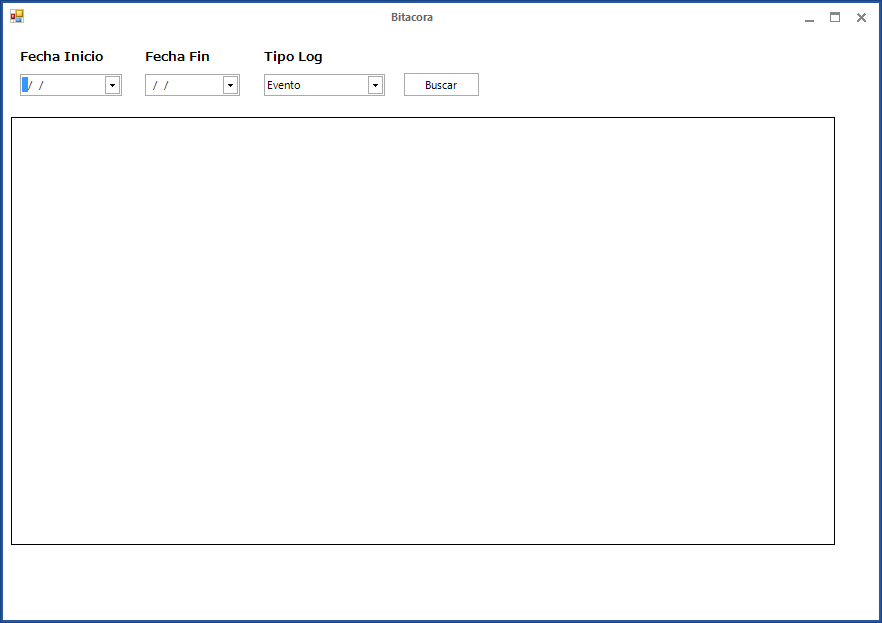 Bitacora
Fecha Inicio Fecha Fin Tipo Log
/ / / / Evento Buscar